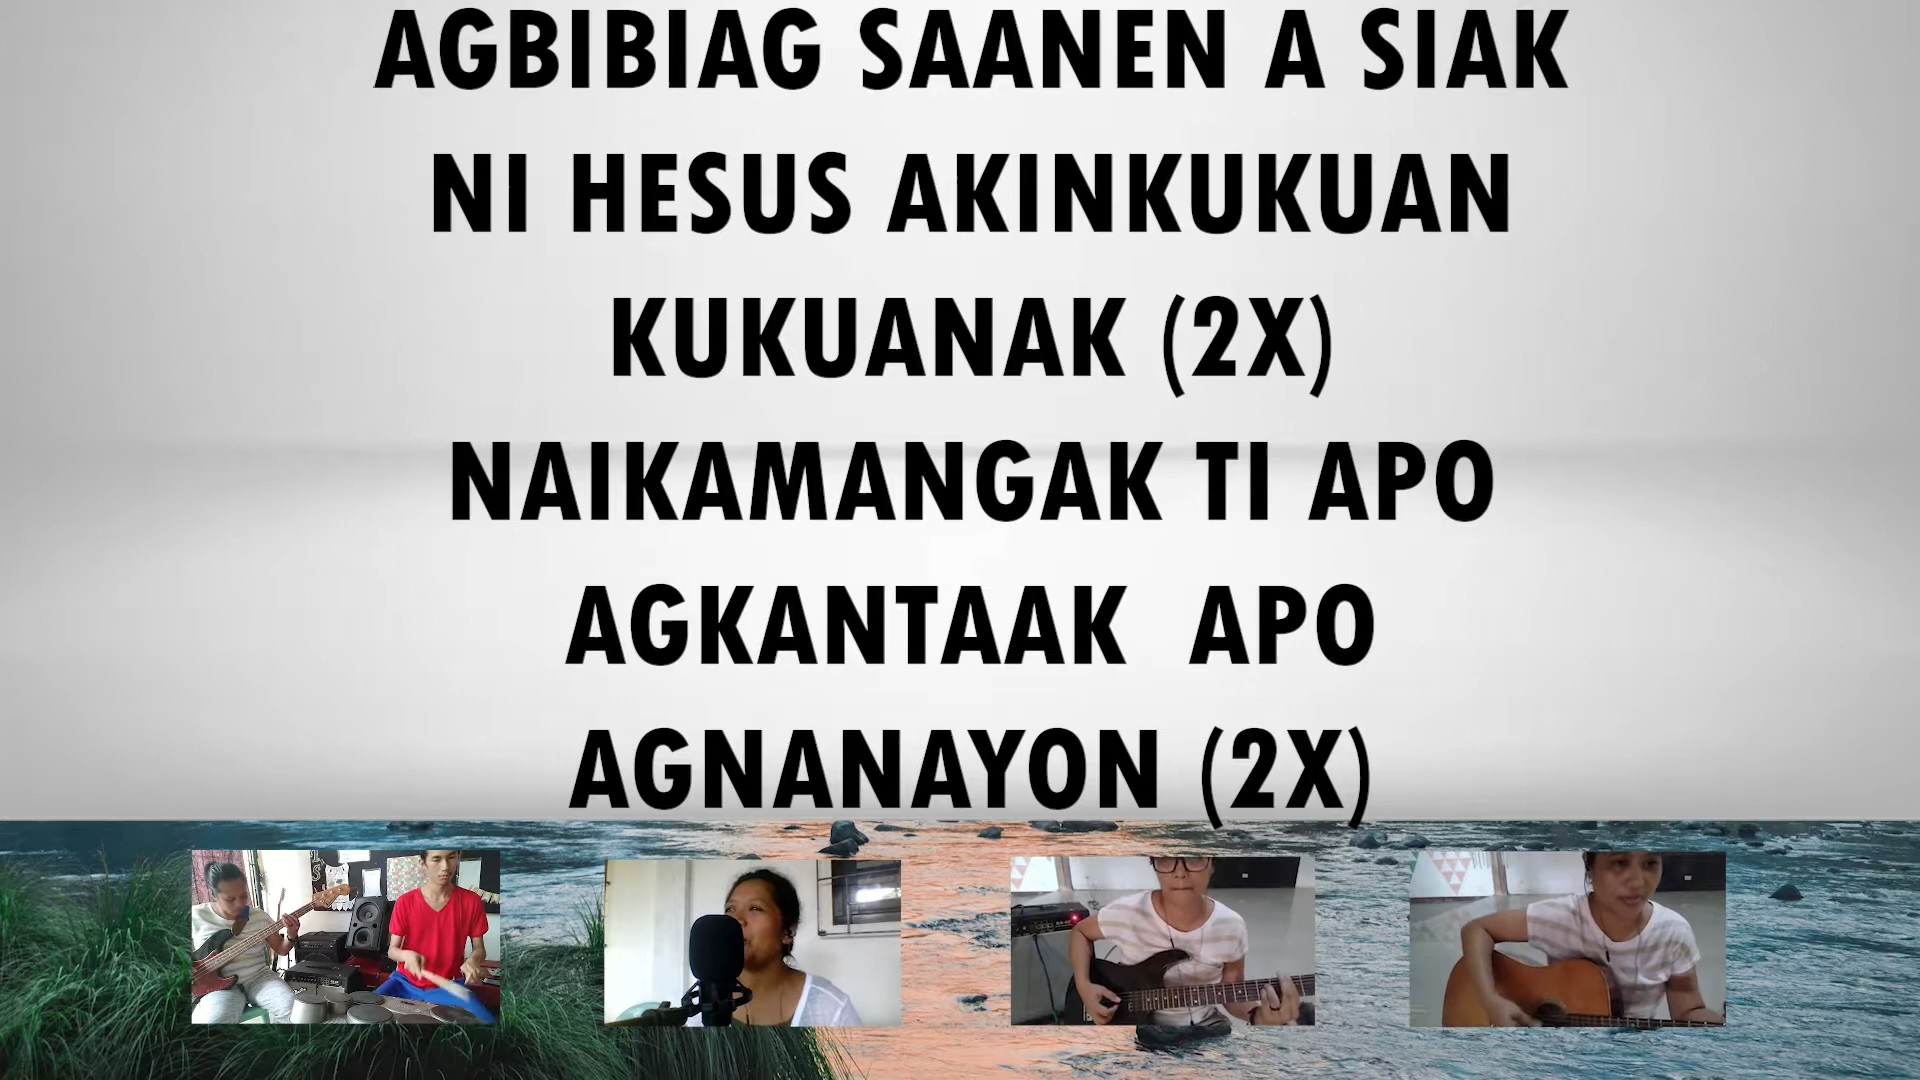 AGBIBIAG SAANEN A SIAK
NI HESUS AKINKUKUAN
KUKUANAK (2X)
NAIKAMANGAK TI APO
AGKANTAAK  APO
AGNANAYON (2X)